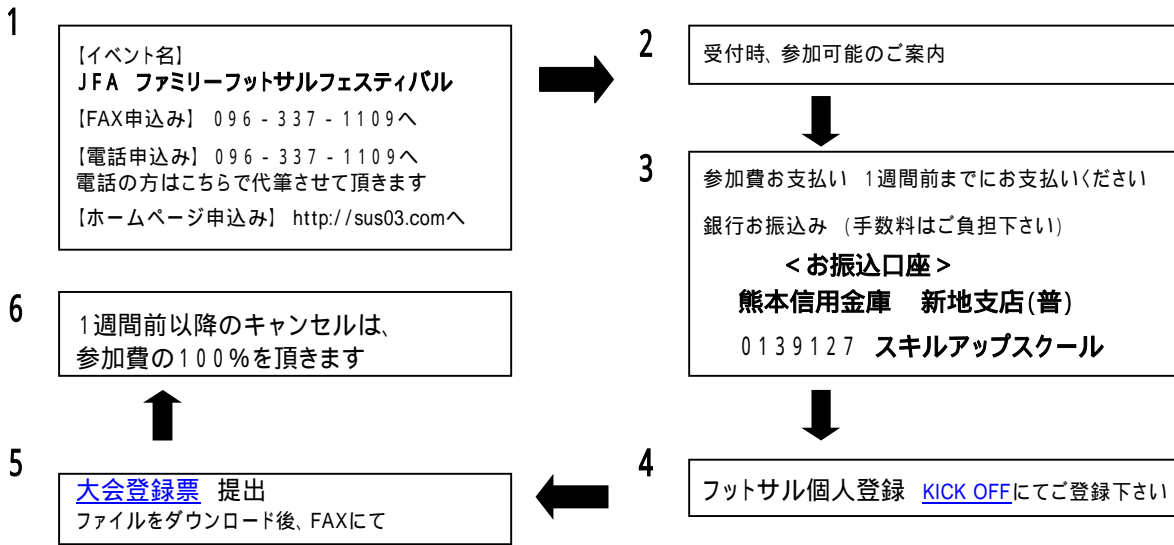 1
【イベント名】
JFA ファミリーフットサルフェスティバル
【FAX申込み】 096-337-1109へ
【電話申込み】 096-337-1109へ
電話の方はこちらで代筆させて頂きます
【ホームページ申込み】 http://sus03.comへ
2
受付時、参加可能のご案内
3
参加費お支払い 1週間前までにお支払いください
銀行お振込み (手数料はご負担下さい)
<お振込口座>
熊本信用金庫 新地支店(普)
0139127 スキルアップスクール
4
フットサル個人登録 KICK OFFにてご登録下さい
5
大会登録票 提出
ファイルをダウンロード後、FAXにて
6
1週間前以降のキャンセルは、
参加費の100%を頂きます